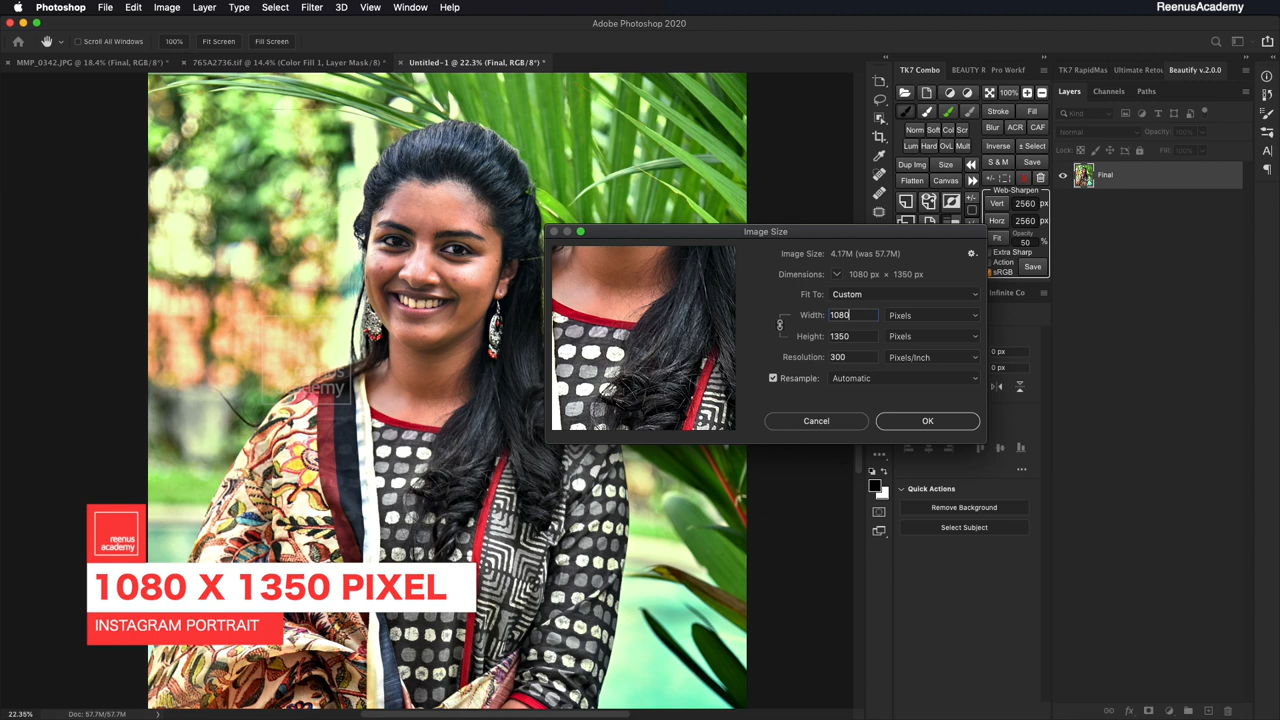 Photoshop File Edit Image Layer Type Select Filter 3D View Window Help ReenusAcademy
Adobe Photoshop 2020
Scroll All Windows 100% Fit Screen Fill Screen
MMP_0342.JPG @ 18.4% (Final, RGB/8*) * 765A2736.tif @ 14.4% (Color Fill 1, Layer Mask/8) * Untitled-1 @ 22.3% (Final, RGB/8*) *
TK7 Combo BEAUTY R Pro Workf
100%
Stroke Fill
Norm Soft Col Scr Blur ACR CAF
Lum Hard OvL Mult Inverse ± Select
Dup Img Size S & M Save
Flatten Canvas
Web-Sharpen
Vert 2560 px
Horz 2560 px
Fit Opacity 50 %
Extra Sharp
Action
sRGB Save
Infinite Co
0 px
0 px
TK7 RapidMas Ultimate Retou Beautify v.2.0.0
Layers Channels Paths
Kind
Normal Opacity: 100%
Lock: Fill: 100%
Final
Image Size
Image Size: 4.17M (was 57.7M)
Dimensions: 1080 px × 1350 px
Fit To: Custom
Width: 1080 Pixels
Height: 1350 Pixels
Resolution: 300 Pixels/Inch
Resample: Automatic
Cancel OK
Quick Actions
Remove Background
Select Subject
reenus
academy
1080 X 1350 PIXEL
INSTAGRAM PORTRAIT
22.35% Doc: 57.7M/57.7M